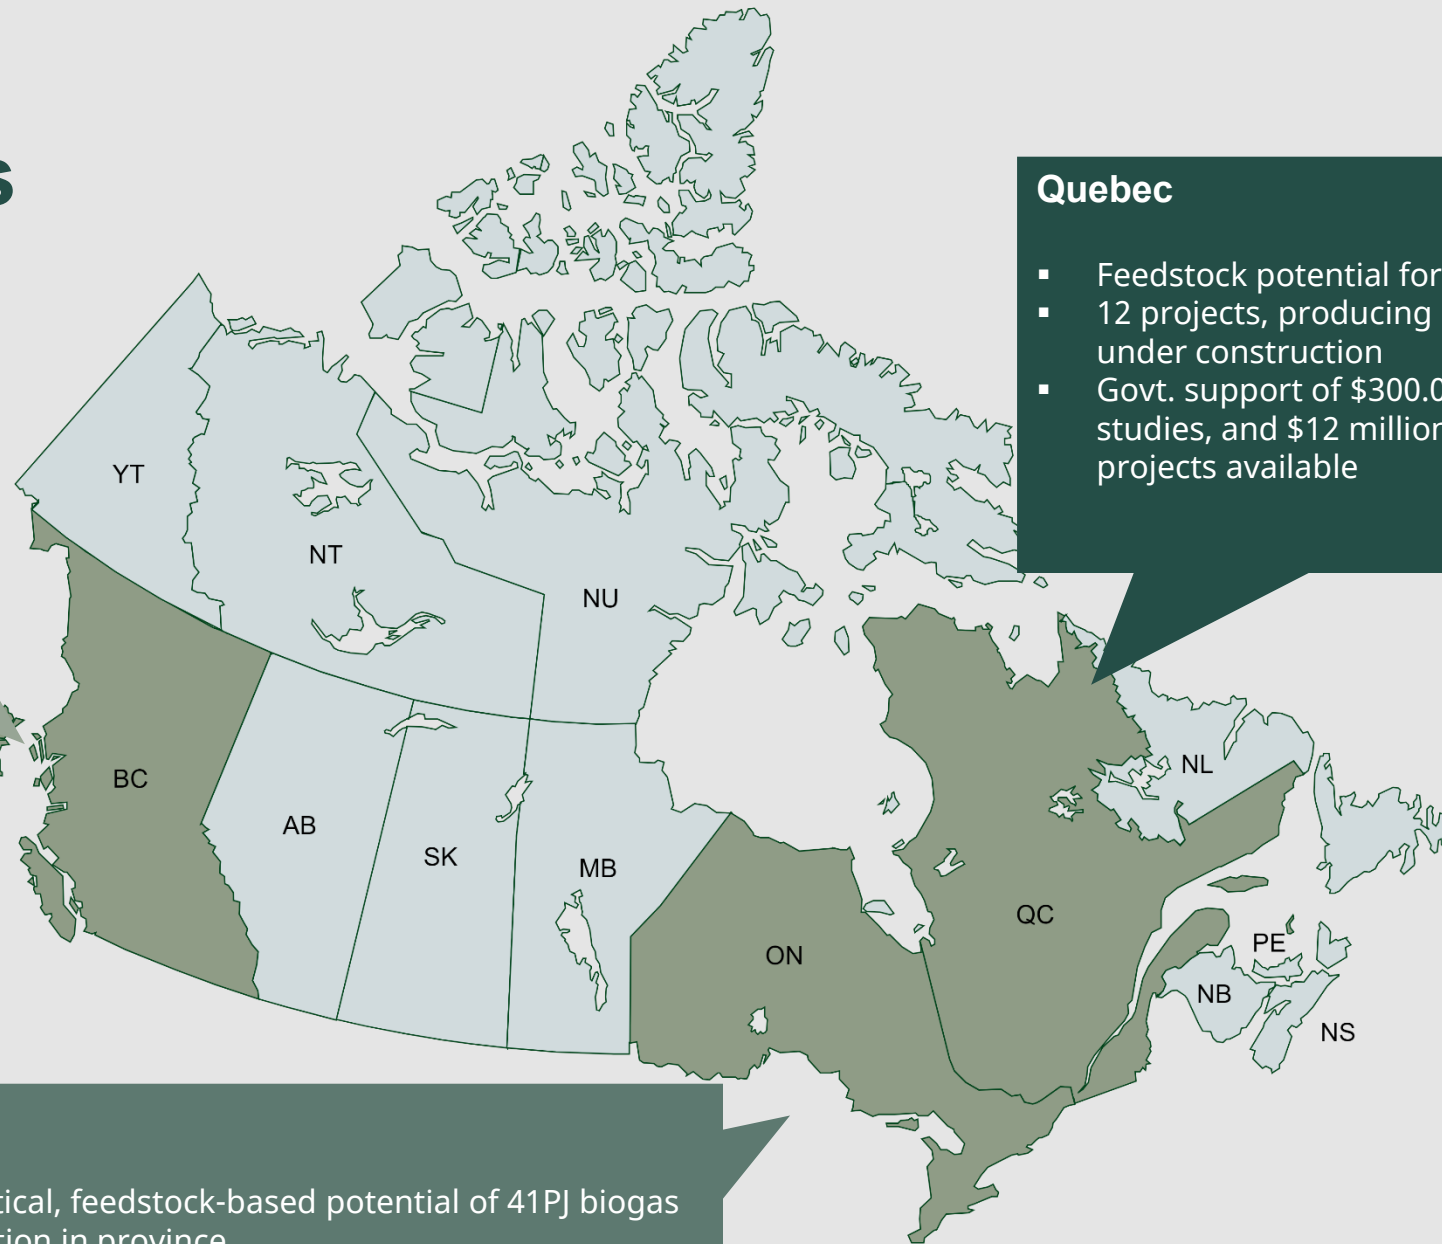 Quebec
▪ Feedstock potential for
▪ 12 projects, producing
under construction
▪ Govt. support of $300.0
studies, and $12 million
projects available
YT
NT
NU
BC
AB
SK
MB
ON
QC
NL
PE
NB
NS
feedstock-based potential of 41PJ biogas
in province